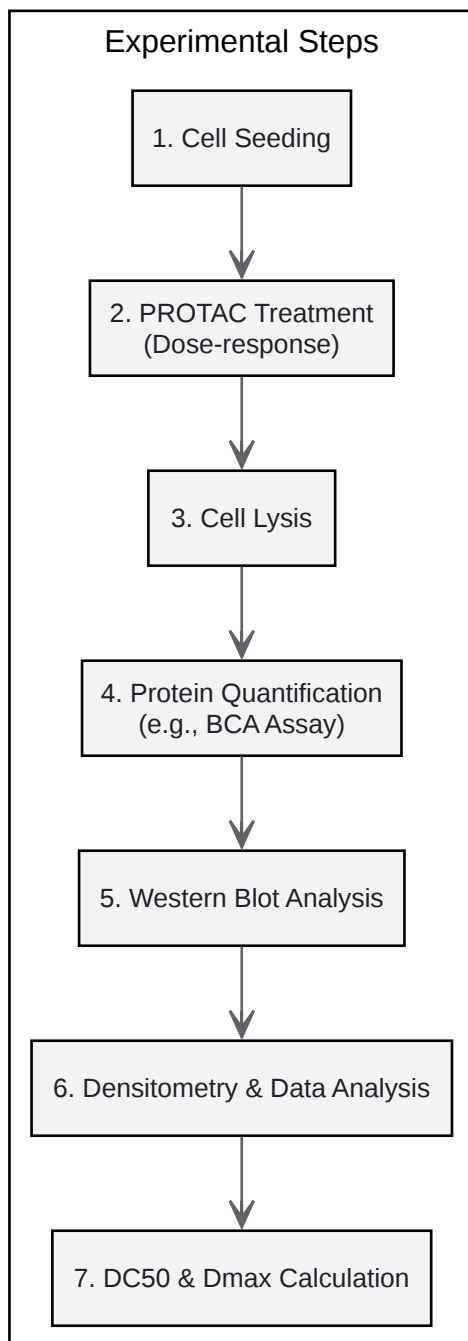 Experimental Steps
1. Cell Seeding
2. PROTAC Treatment
(Dose-response)
3. Cell Lysis
4. Protein Quantification
(e.g., BCA Assay)
5. Western Blot Analysis
6. Densitometry & Data Analysis
7. DC50 & Dmax Calculation